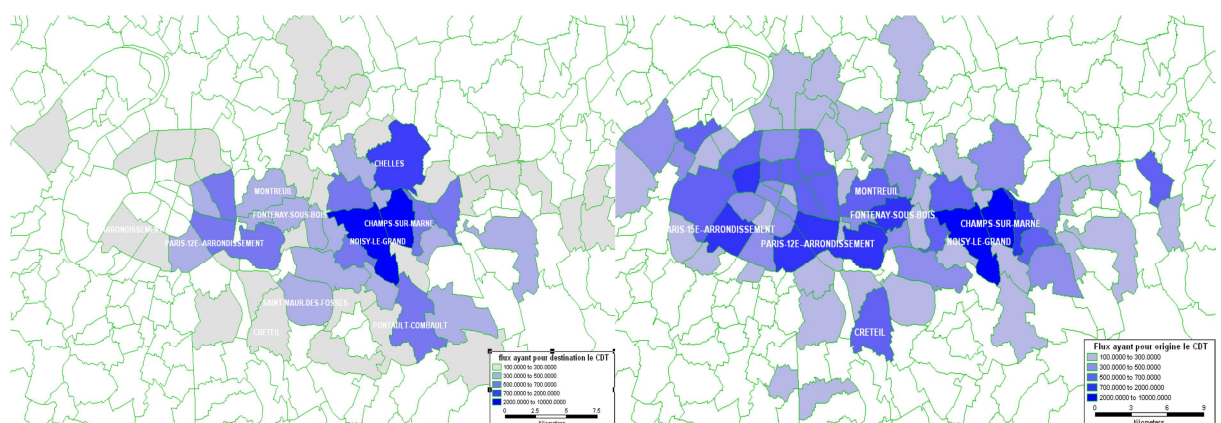 CHELLES
MONTREUIL
FONTENAY-SOUS-BOIS
CHAMPS-SUR-MARNE
PARIS-12E--ARRONDISSEMENT
NOISY-LE-GRAND
SAINT-MAUR-DES-FOSSES
CRETEIL
PONTAULT-COMBAULT
flux ayant pour destination le CDT
100.0000 to 300.0000
300.0000 to 500.0000
500.0000 to 700.0000
700.0000 to 2000.0000
2000.0000 to 10000.0000
0 2.5 5 7.5
Kilometers
MONTREUIL
FONTENAY-SOUS-BOIS
CHAMPS-SUR-MARNE
PARIS-15E--ARRONDISSEMENT
PARIS-12E--ARRONDISSEMENT
NOISY-LE-GRAND
CRETEIL
Flux ayant pour origine le CDT
100.0000 to 300.0000
300.0000 to 500.0000
500.0000 to 700.0000
700.0000 to 2000.0000
2000.0000 to 10000.0000
0 3 6 9
Kilometers